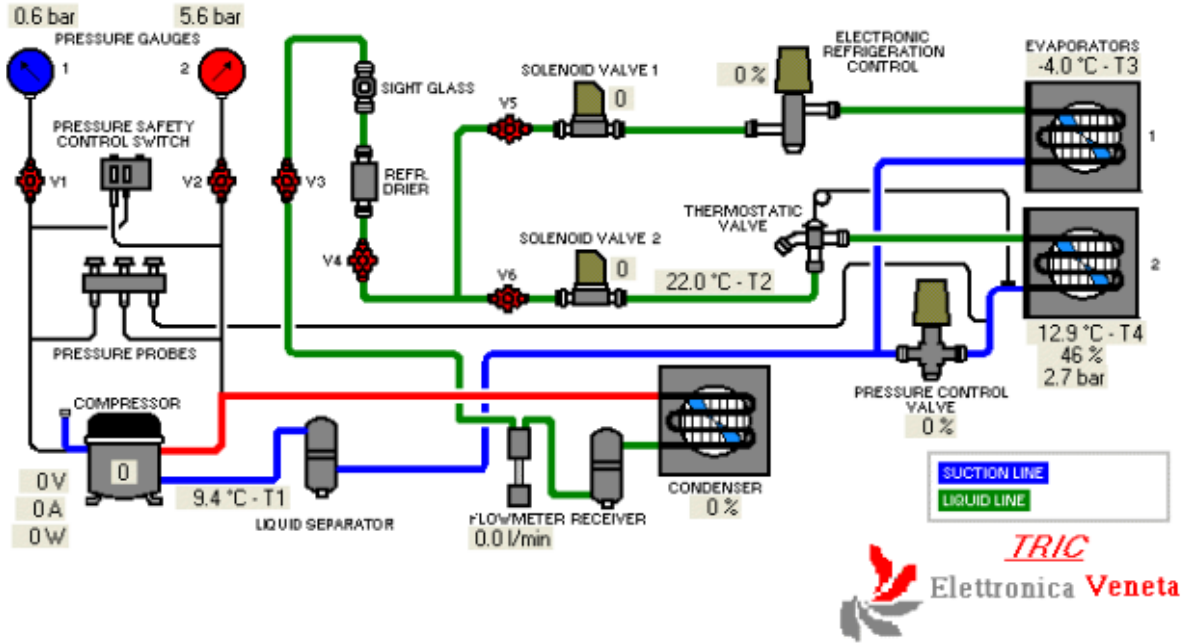 0.6 bar
5.6 bar
PRESSURE GAUGES
1
2
PRESSURE SAFETY
CONTROL SWITCH
V1
V2
V3
SIGHT GLASS
REFR.
DRIER
V4
PRESSURE PROBES
COMPRESSOR
0
0 V
0 A
0 W
9.4 °C - T1
LIQUID SEPARATOR
FLOWMETER
0.0 l/min
RECEIVER
CONDENSER
0 %
SOLENOID VALVE 1
0
V5
SOLENOID VALVE 2
0
V6
22.0 °C - T2
ELECTRONIC
REFRIGERATION
CONTROL
0 %
THERMOSTATIC
VALVE
EVAPORATORS
-4.0 °C - T3
1
2
12.9 °C - T4
46 %
2.7 bar
PRESSURE CONTROL
VALVE
0 %
SUCTION LINE
LIQUID LINE
TRIC
Elettronica Veneta